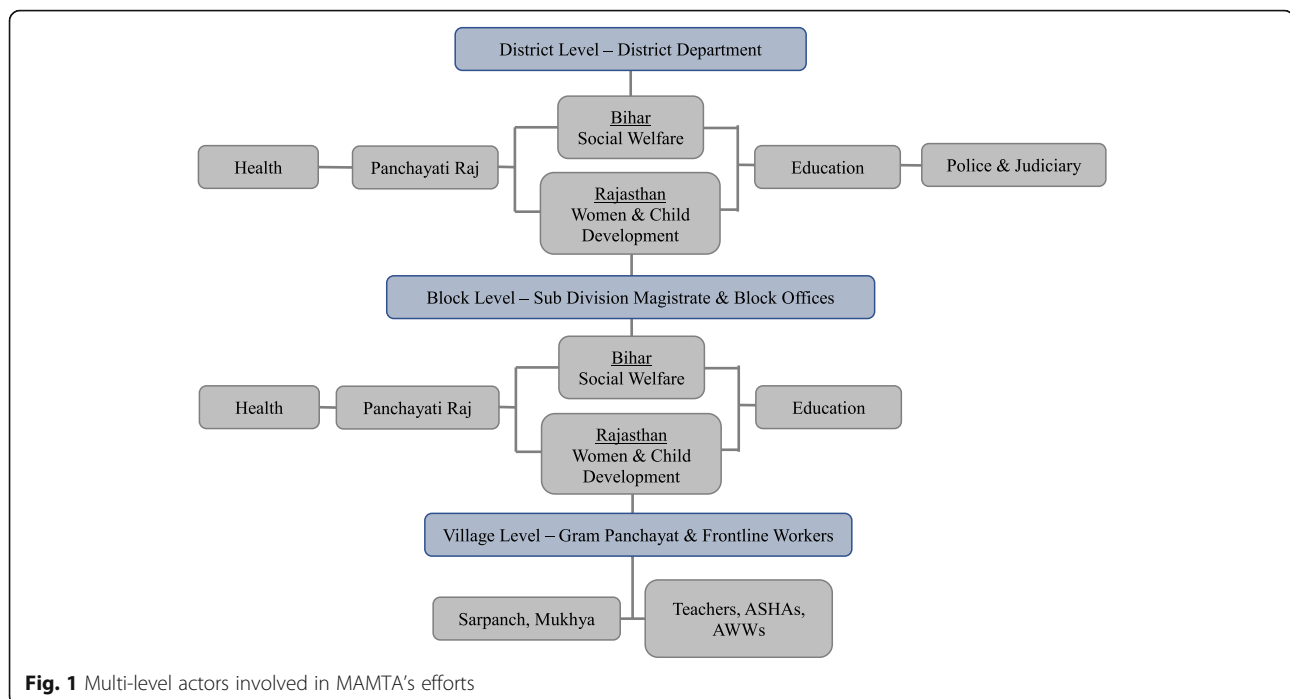 District Level – District Department
Bihar
Social Welfare
Health
Panchayati Raj
Education
Police & Judiciary
Rajasthan
Women & Child
Development
Block Level – Sub Division Magistrate & Block Offices
Bihar
Social Welfare
Health
Panchayati Raj
Education
Rajasthan
Women & Child
Development
Village Level – Gram Panchayat & Frontline Workers
Sarpanch, Mukhya
Teachers, ASHAs,
AWWs
Fig. 1 Multi-level actors involved in MAMTA's efforts